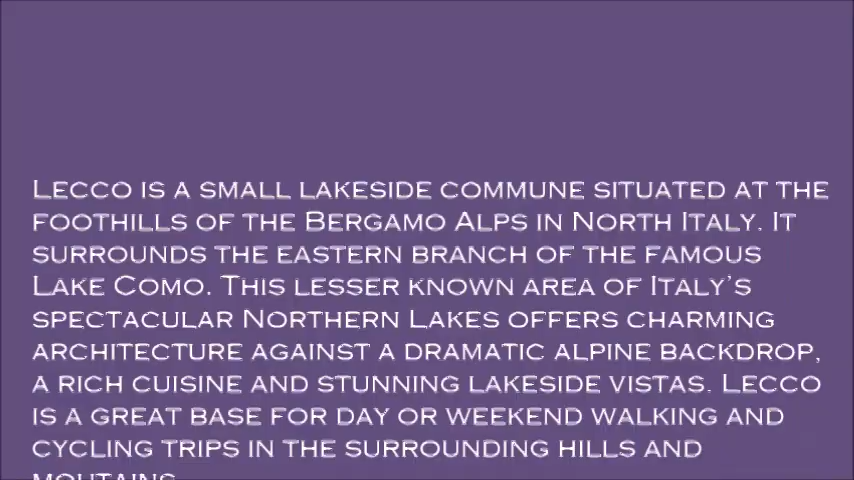 Lecco is a small lakeside commune situated at the
foothills of the Bergamo Alps in North Italy. It
surrounds the eastern branch of the famous
Lake Como. This lesser known area of Italy's
spectacular Northern Lakes offers charming
architecture against a dramatic alpine backdrop,
a rich cuisine and stunning lakeside vistas. Lecco
is a great base for day or weekend walking and
cycling trips in the surrounding hills and
moutains